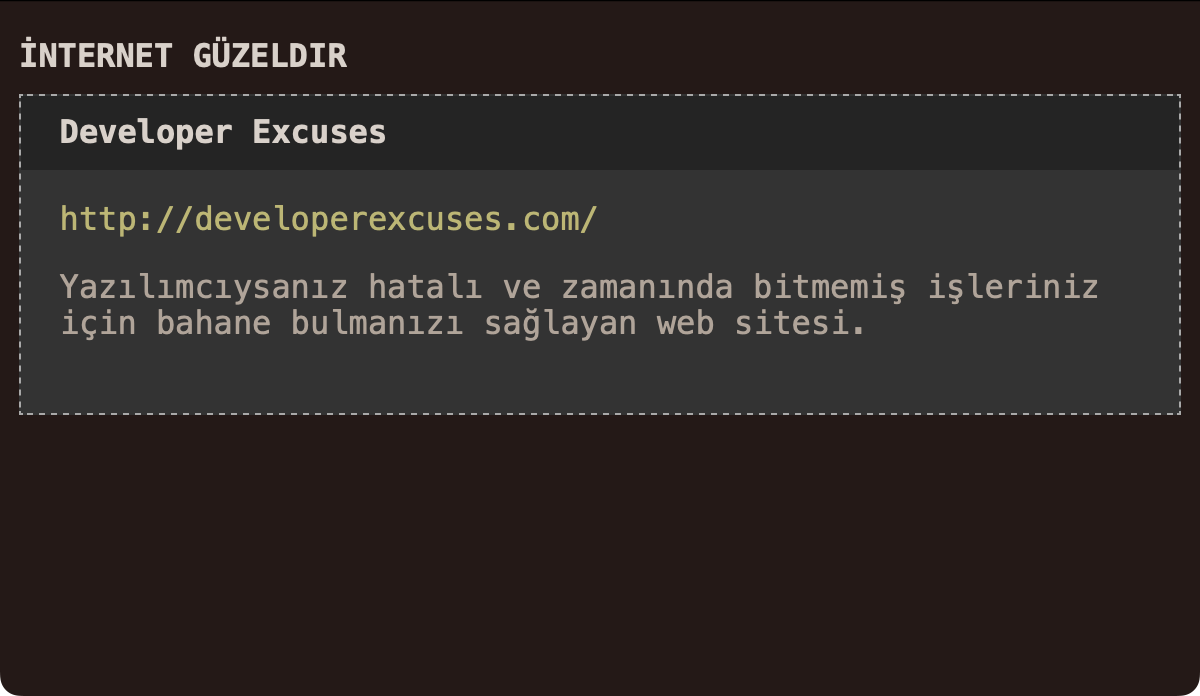 İNTERNET GÜZELDIR
Developer Excuses
http://developerexcuses.com/
Yazılımcıysanız hatalı ve zamanında bitmemiş işleriniz
için bahane bulmanızı sağlayan web sitesi.